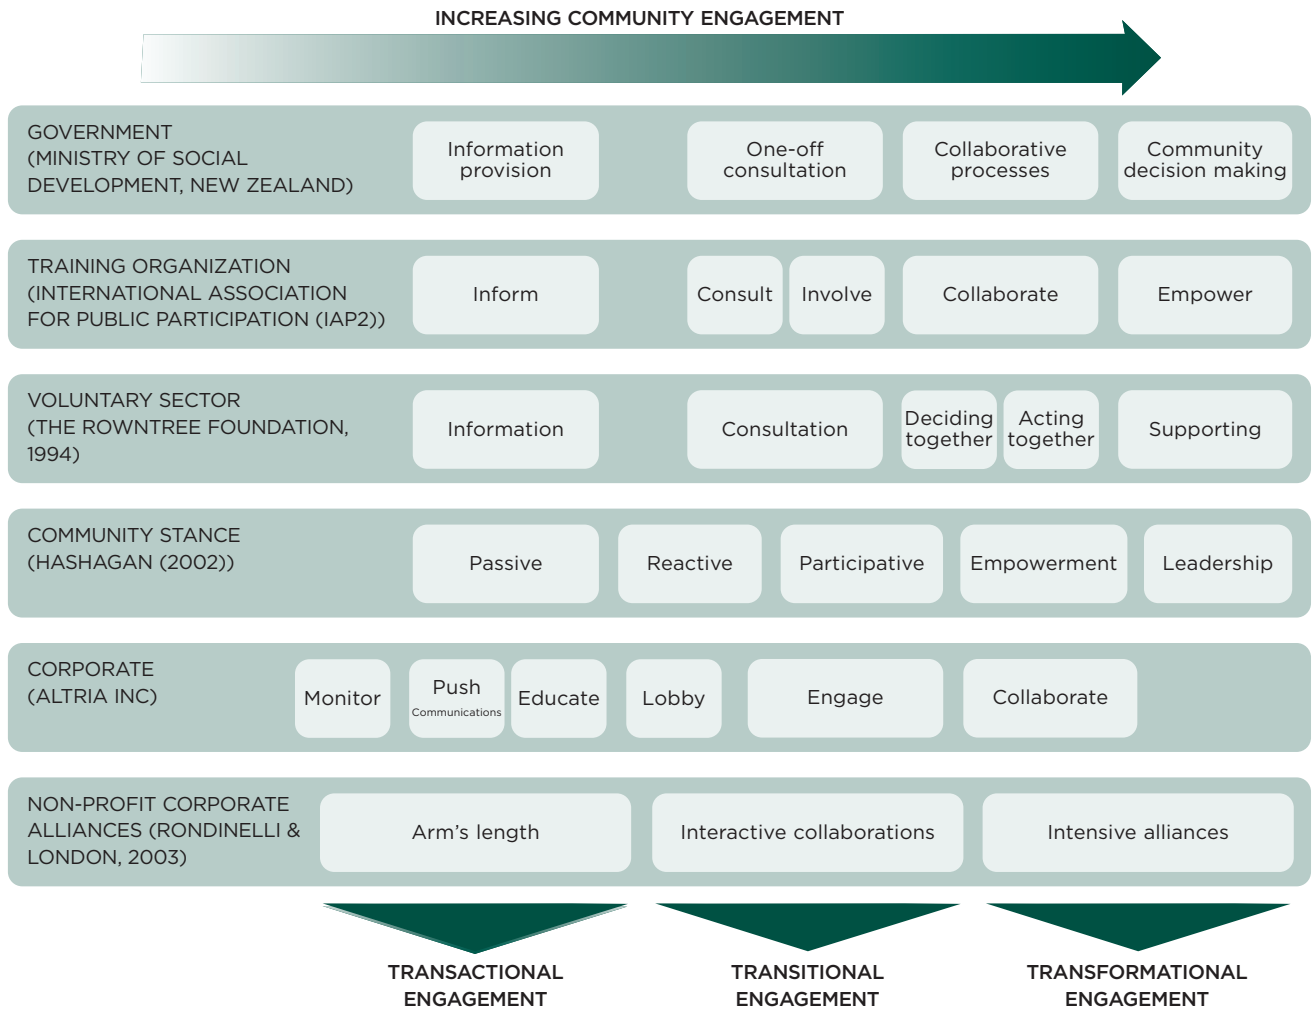 INCREASING COMMUNITY ENGAGEMENT
GOVERNMENT
(MINISTRY OF SOCIAL
DEVELOPMENT, NEW ZEALAND)
Information
provision
One-off
consultation
Collaborative
processes
Community
decision making
TRAINING ORGANIZATION
(INTERNATIONAL ASSOCIATION
FOR PUBLIC PARTICIPATION (IAP2))
Inform
Consult
Involve
Collaborate
Empower
VOLUNTARY SECTOR
(THE ROWNTREE FOUNDATION,
1994)
Information
Consultation
Deciding
together
Acting
together
Supporting
COMMUNITY STANCE
(HASHAGAN (2002))
Passive
Reactive
Participative
Empowerment
Leadership
CORPORATE
(ALTRIA INC)
Monitor
Push
Communications
Educate
Lobby
Engage
Collaborate
NON-PROFIT CORPORATE
ALLIANCES (RONDINELLI &
LONDON, 2003)
Arm's length
Interactive collaborations
Intensive alliances
TRANSACTIONAL
ENGAGEMENT
TRANSITIONAL
ENGAGEMENT
TRANSFORMATIONAL
ENGAGEMENT